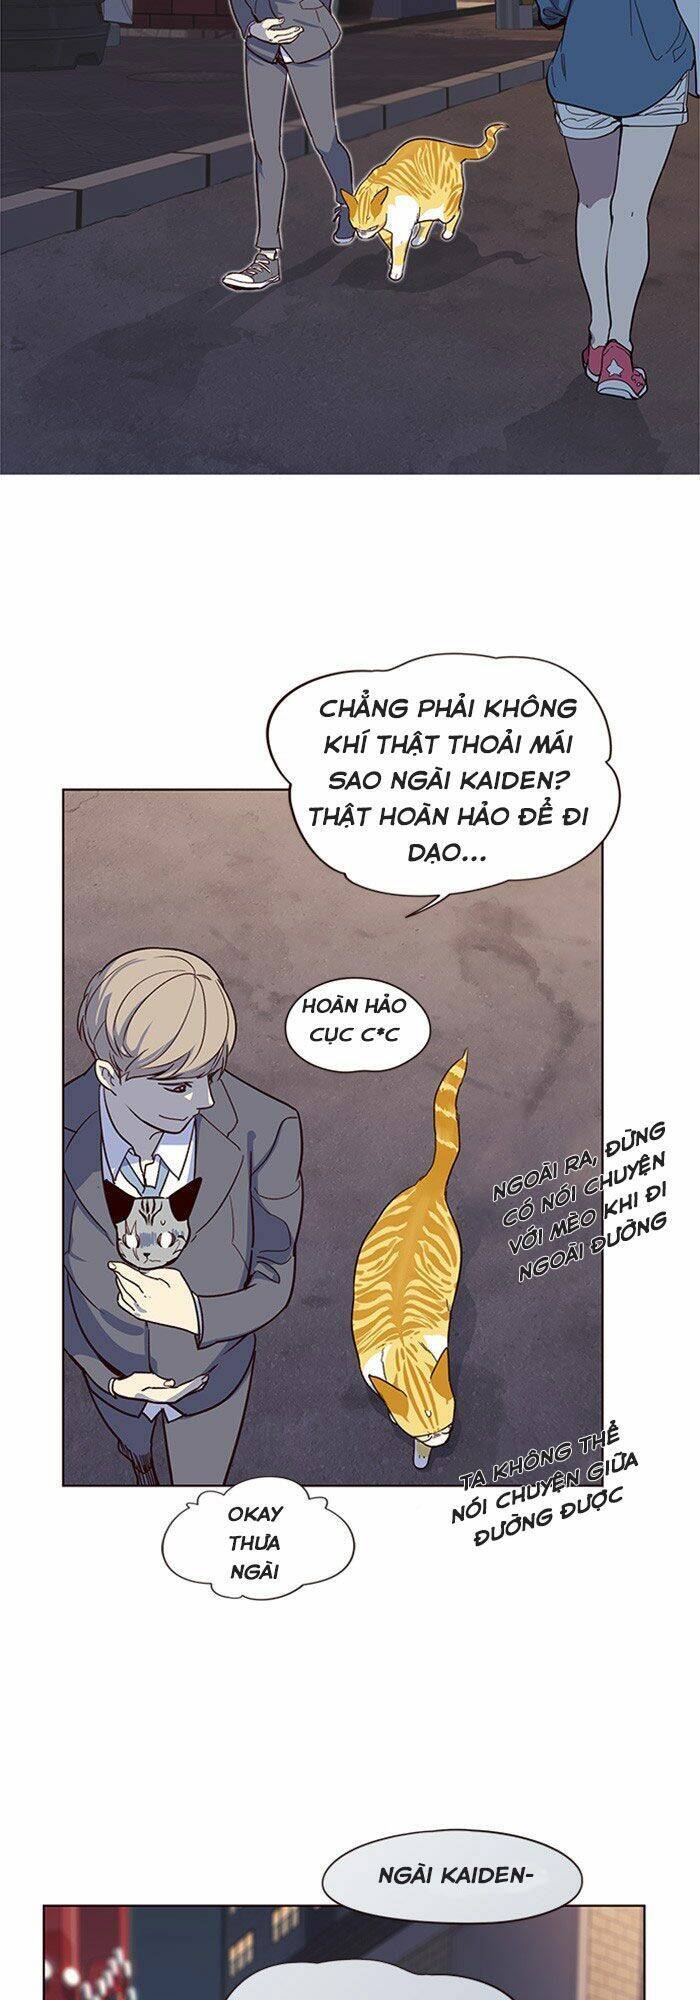 CHẲNG PHẢI KHÔNG
KHÍ THẬT THOẢI MÁI
SAO NGÀI KAIDEN?
THẬT HOÀN HẢO ĐỂ ĐI
DẠO...
HOÀN HẢO
CỤC C*C
NGOÀI RA, ĐỪNG
CÓ NÓI CHUYỆN
VỚI MÈO KHI ĐI
NGOÀI ĐƯỜNG
TA KHÔNG THỂ
NÓI CHUYỆN GIỮA
ĐƯỜNG ĐƯỢC
OKAY
THƯA
NGÀI
NGÀI KAIDEN-